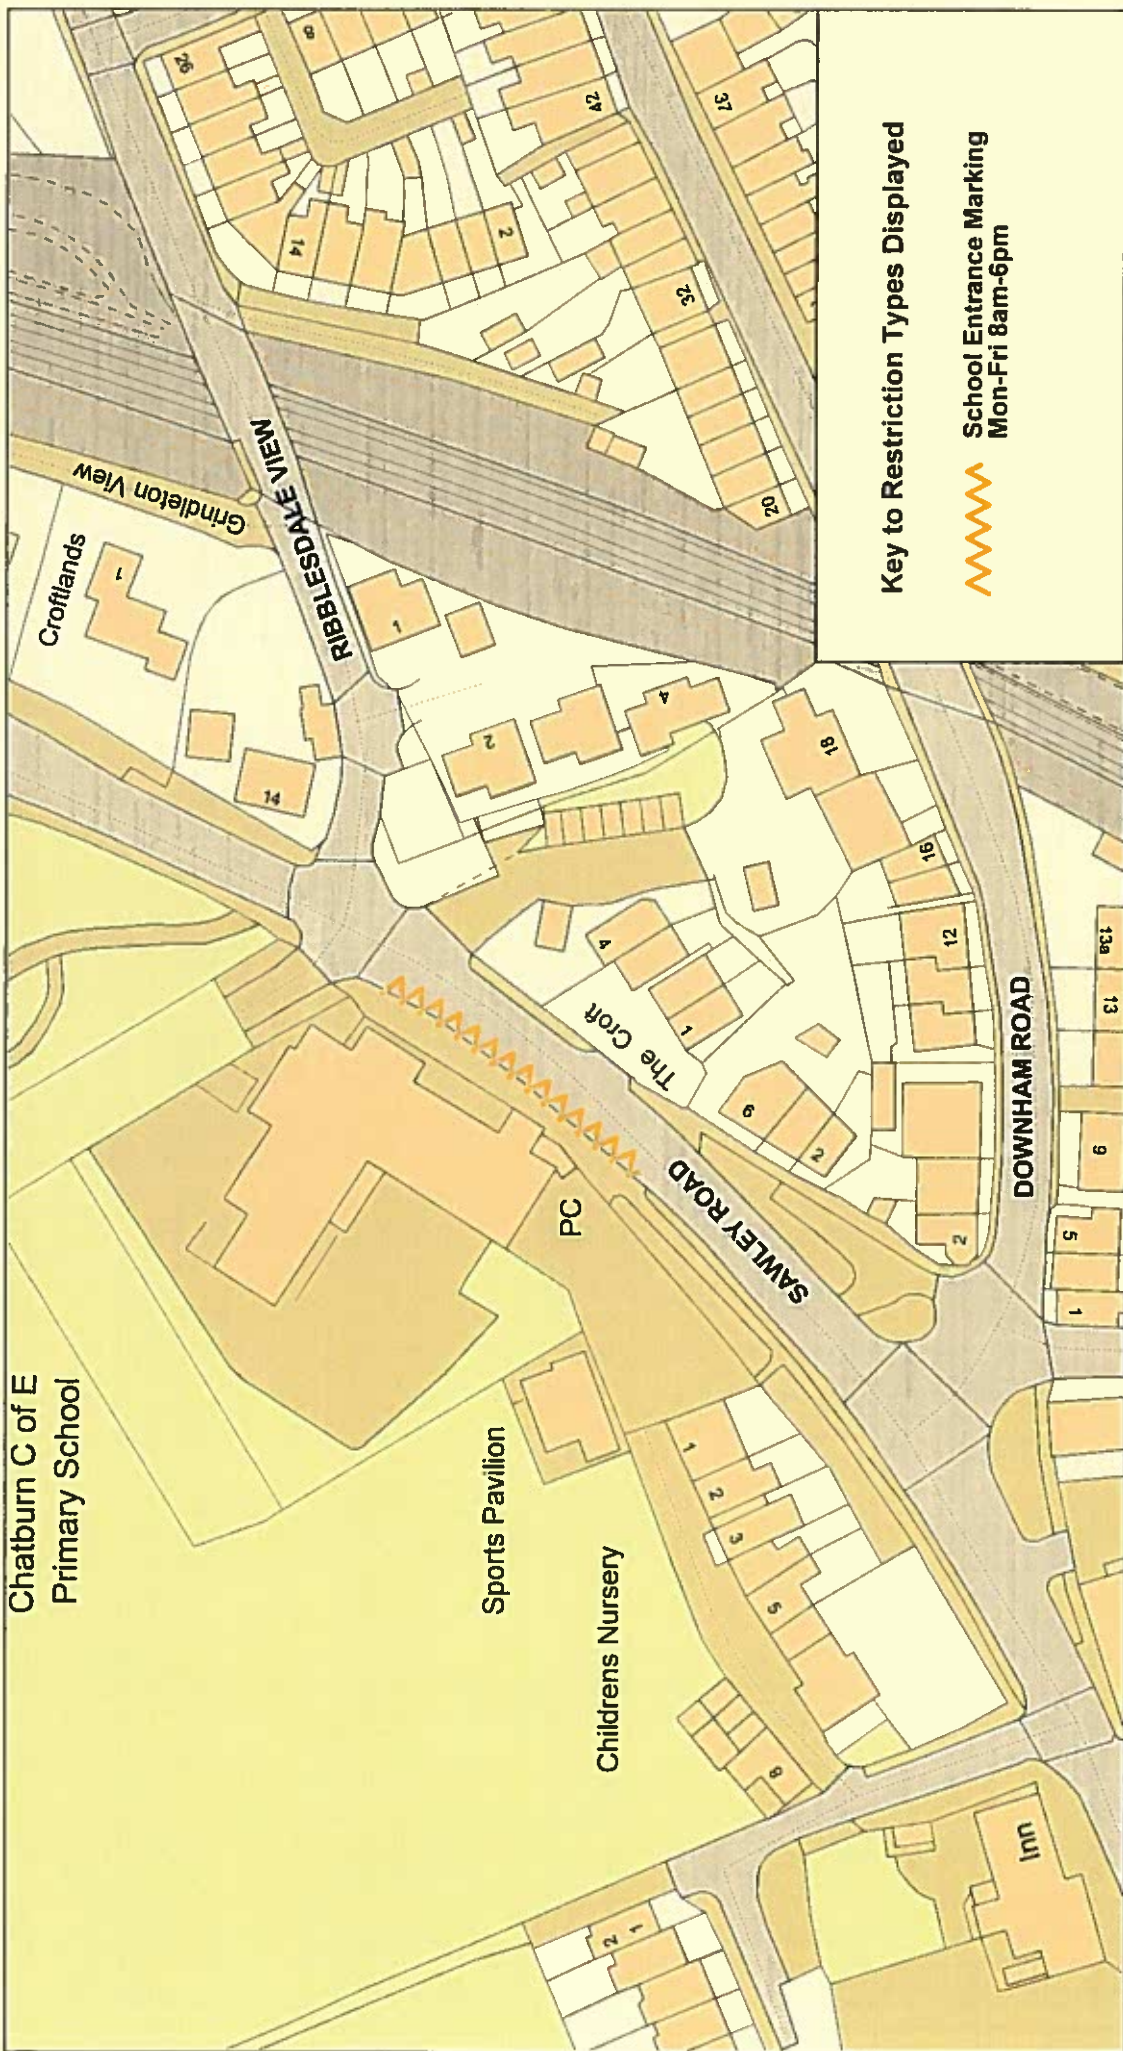 Chatburn C of E
Primary School
Sports Pavilion
Childrens Nursery
PC
Croftlands
Grindleton View
RIBBLESDALE VIEW
The Croft
SAWLEY ROAD
DOWNHAM ROAD
Inn
1
14
1
2
4
18
16
12
13a
13
9
5
1
2
4
1
6
2
1
2
3
5
8
2
1
26
8
14
2
42
37
32
20
Key to Restriction Types Displayed
School Entrance Marking
Mon-Fri 8am-6pm